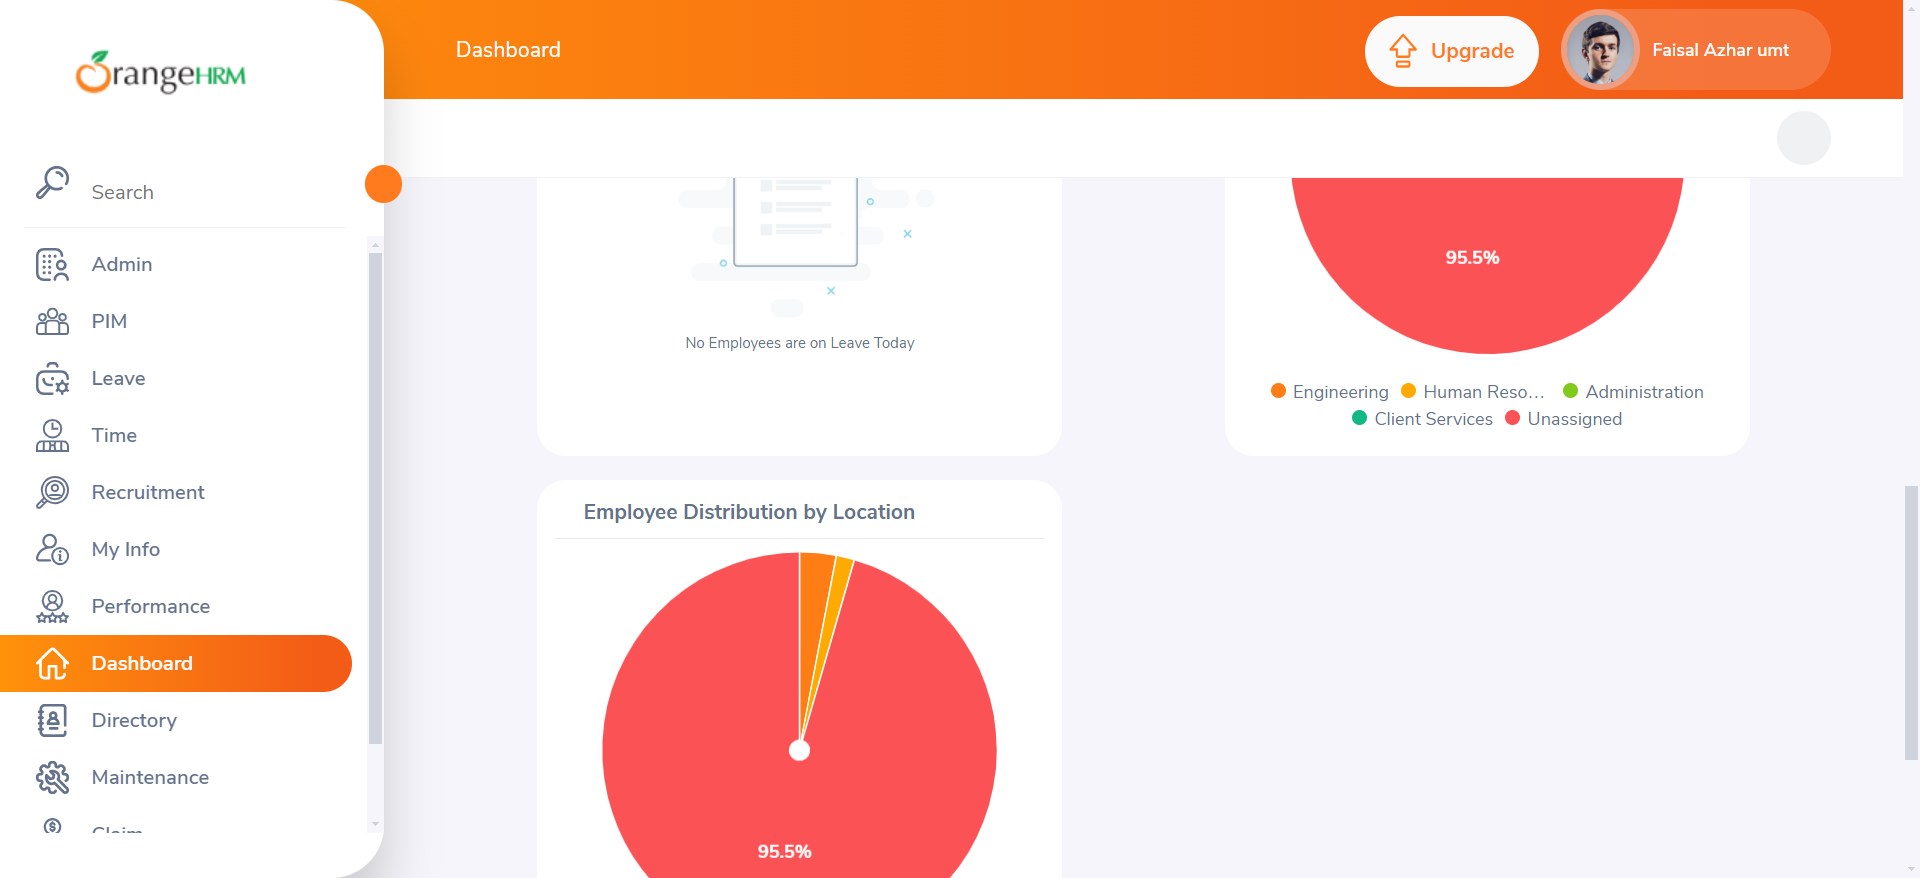 OrangeHRM
Dashboard
Upgrade
Faisal Azhar umt
Search
Admin
PIM
Leave
Time
Recruitment
My Info
Performance
Dashboard
Directory
Maintenance
Claim
No Employees are on Leave Today
95.5%
Engineering
Human Reso...
Administration
Client Services
Unassigned
Employee Distribution by Location
95.5%